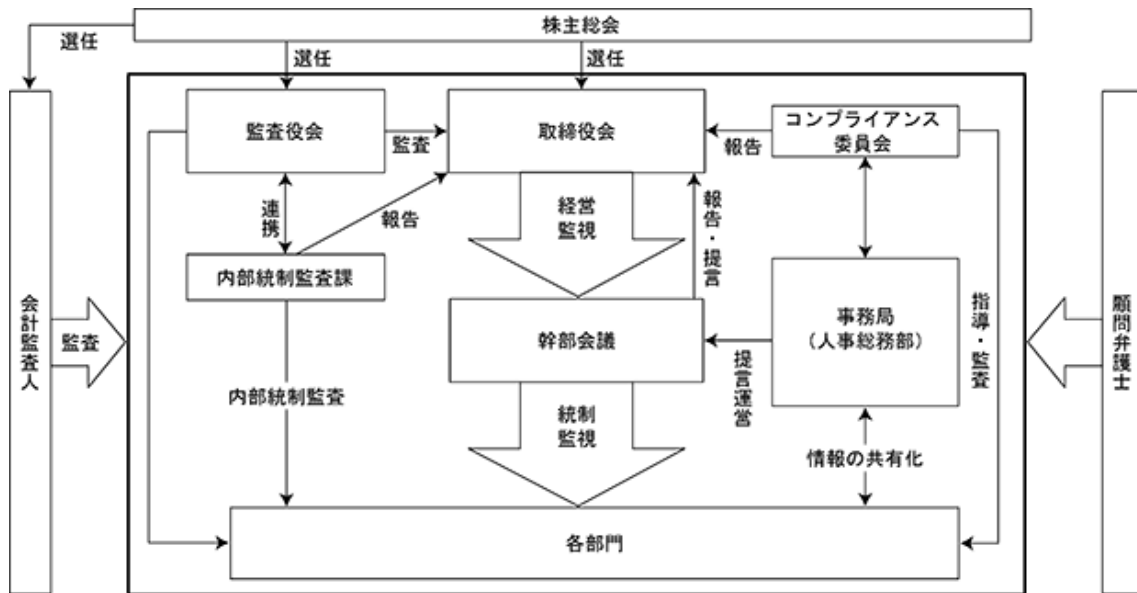 株主総会
選任
選任
選任
監査役会
監査
取締役会
報告
コンプライアンス
委員会
連携
報告
経営
監視
報告・提言
内部統制監査課
会計監査人
監査
幹部会議
提言運営
事務局
（人事総務部）
指導・監査
顧問弁護士
内部統制監査
統制
監視
情報の共有化
各部門